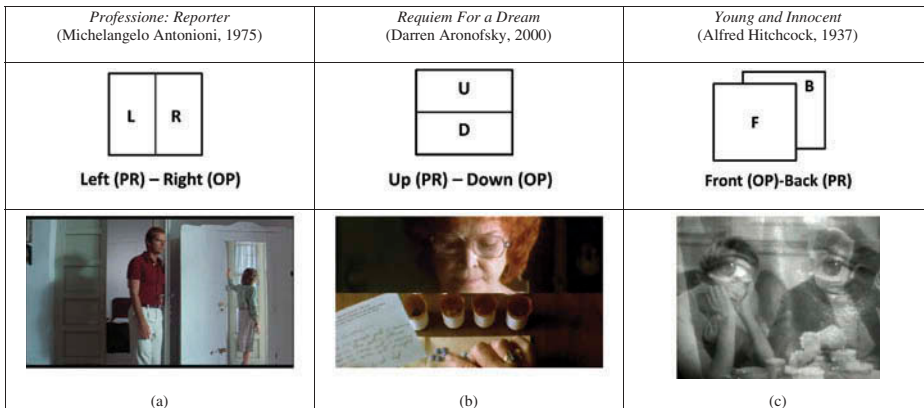 Professione: Reporter
(Michelangelo Antonioni, 1975)
Requiem For a Dream
(Darren Aronofsky, 2000)
Young and Innocent
(Alfred Hitchcock, 1937)
L R
Left (PR) – Right (OP)
U
D
Up (PR) – Down (OP)
B
F
Front (OP)-Back (PR)
(a)
(b)
(c)